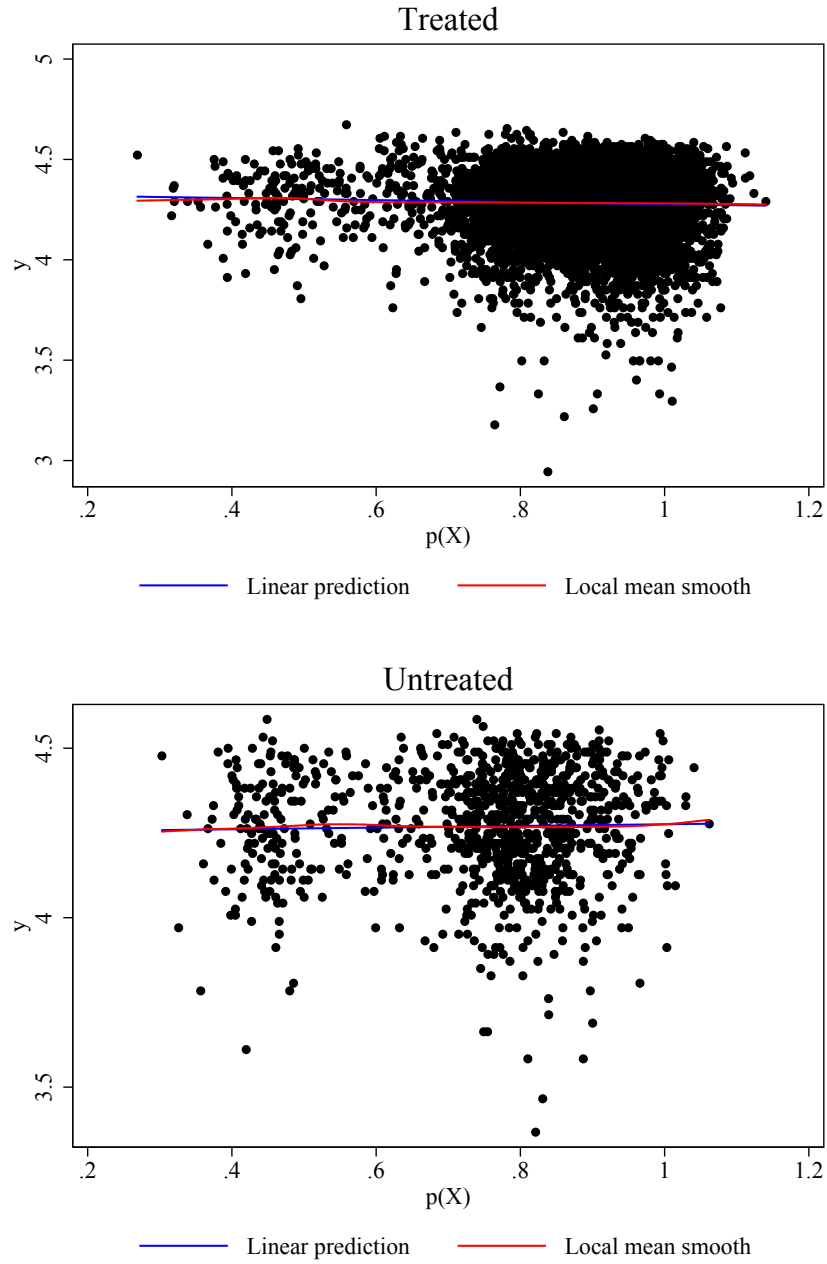 Treated
5
4.5
4
3.5
3
y
.2 .4 .6 .8 1 1.2
p(X)
Linear prediction Local mean smooth
Untreated
4.5
4
3.5
y
.2 .4 .6 .8 1 1.2
p(X)
Linear prediction Local mean smooth